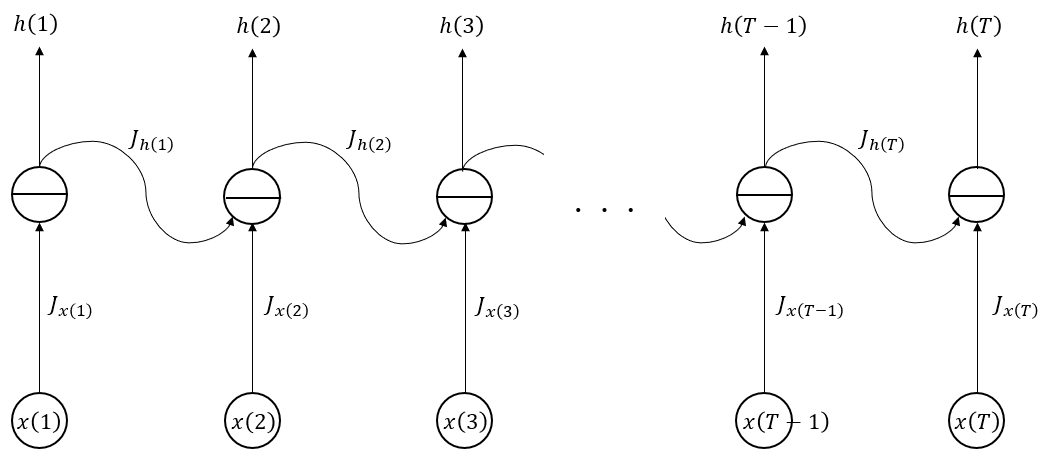 h(1) h(2) h(3) h(T − 1) h(T)
J_{h(1)} J_{h(2)} J_{h(T)}
. . .
J_{x(1)} J_{x(2)} J_{x(3)} J_{x(T−1)} J_{x(T)}
x(1) x(2) x(3) x(T − 1) x(T)